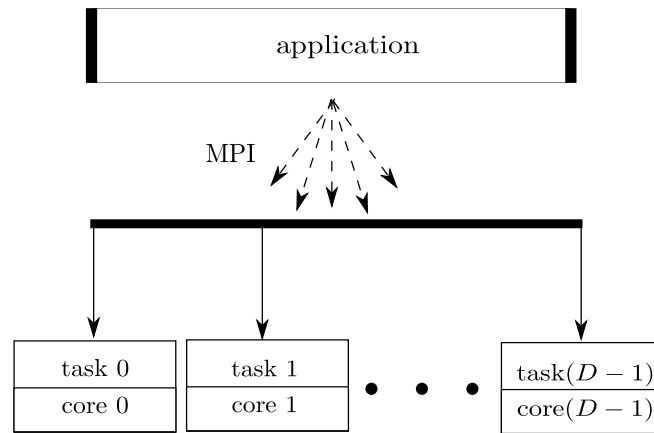 application
MPI
task 0
core 0
task 1
core 1
task(D − 1)
core(D − 1)